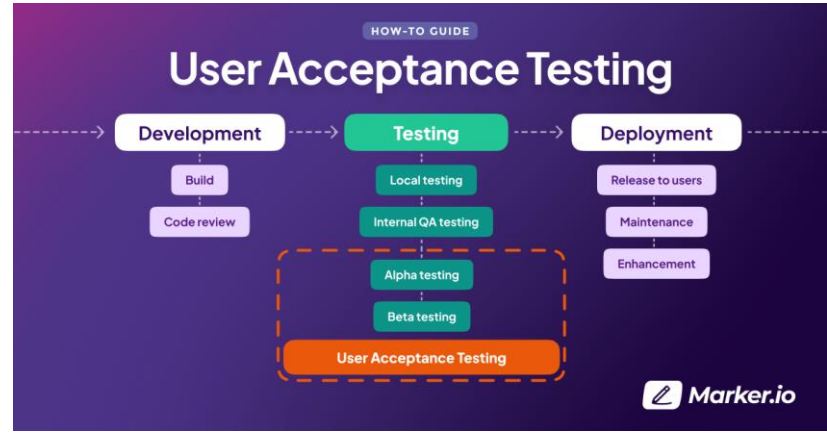 HOW-TO GUIDE
User Acceptance Testing
Development
Testing
Deployment
Build
Code review
Local testing
Internal QA testing
Alpha testing
Beta testing
User Acceptance Testing
Release to users
Maintenance
Enhancement
Marker.io